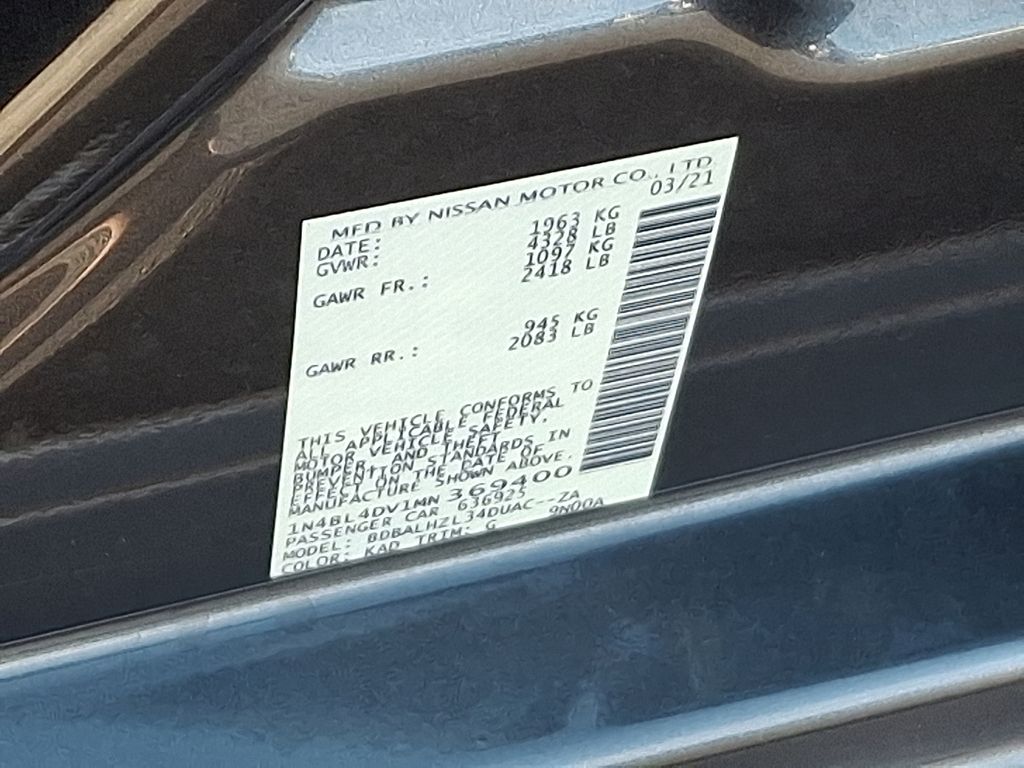 MFD BY NISSAN MOTOR CO., LTD
DATE: 03/21
GVWR: 1963 KG
4328 LB
GAWR FR.: 1097 KG
2418 LB
GAWR RR.: 945 KG
2083 LB
THIS VEHICLE CONFORMS TO
ALL APPLICABLE FEDERAL
MOTOR VEHICLE SAFETY,
BUMPER, AND THEFT
PREVENTION STANDARDS IN
EFFECT ON THE DATE OF
MANUFACTURE SHOWN ABOVE.
1N4BL4DV1MN 369400
PASSENGER CAR 636925
MODEL: BDBALHZL34DUAC--ZA
COLOR: KAD TRIM: G 9N00A